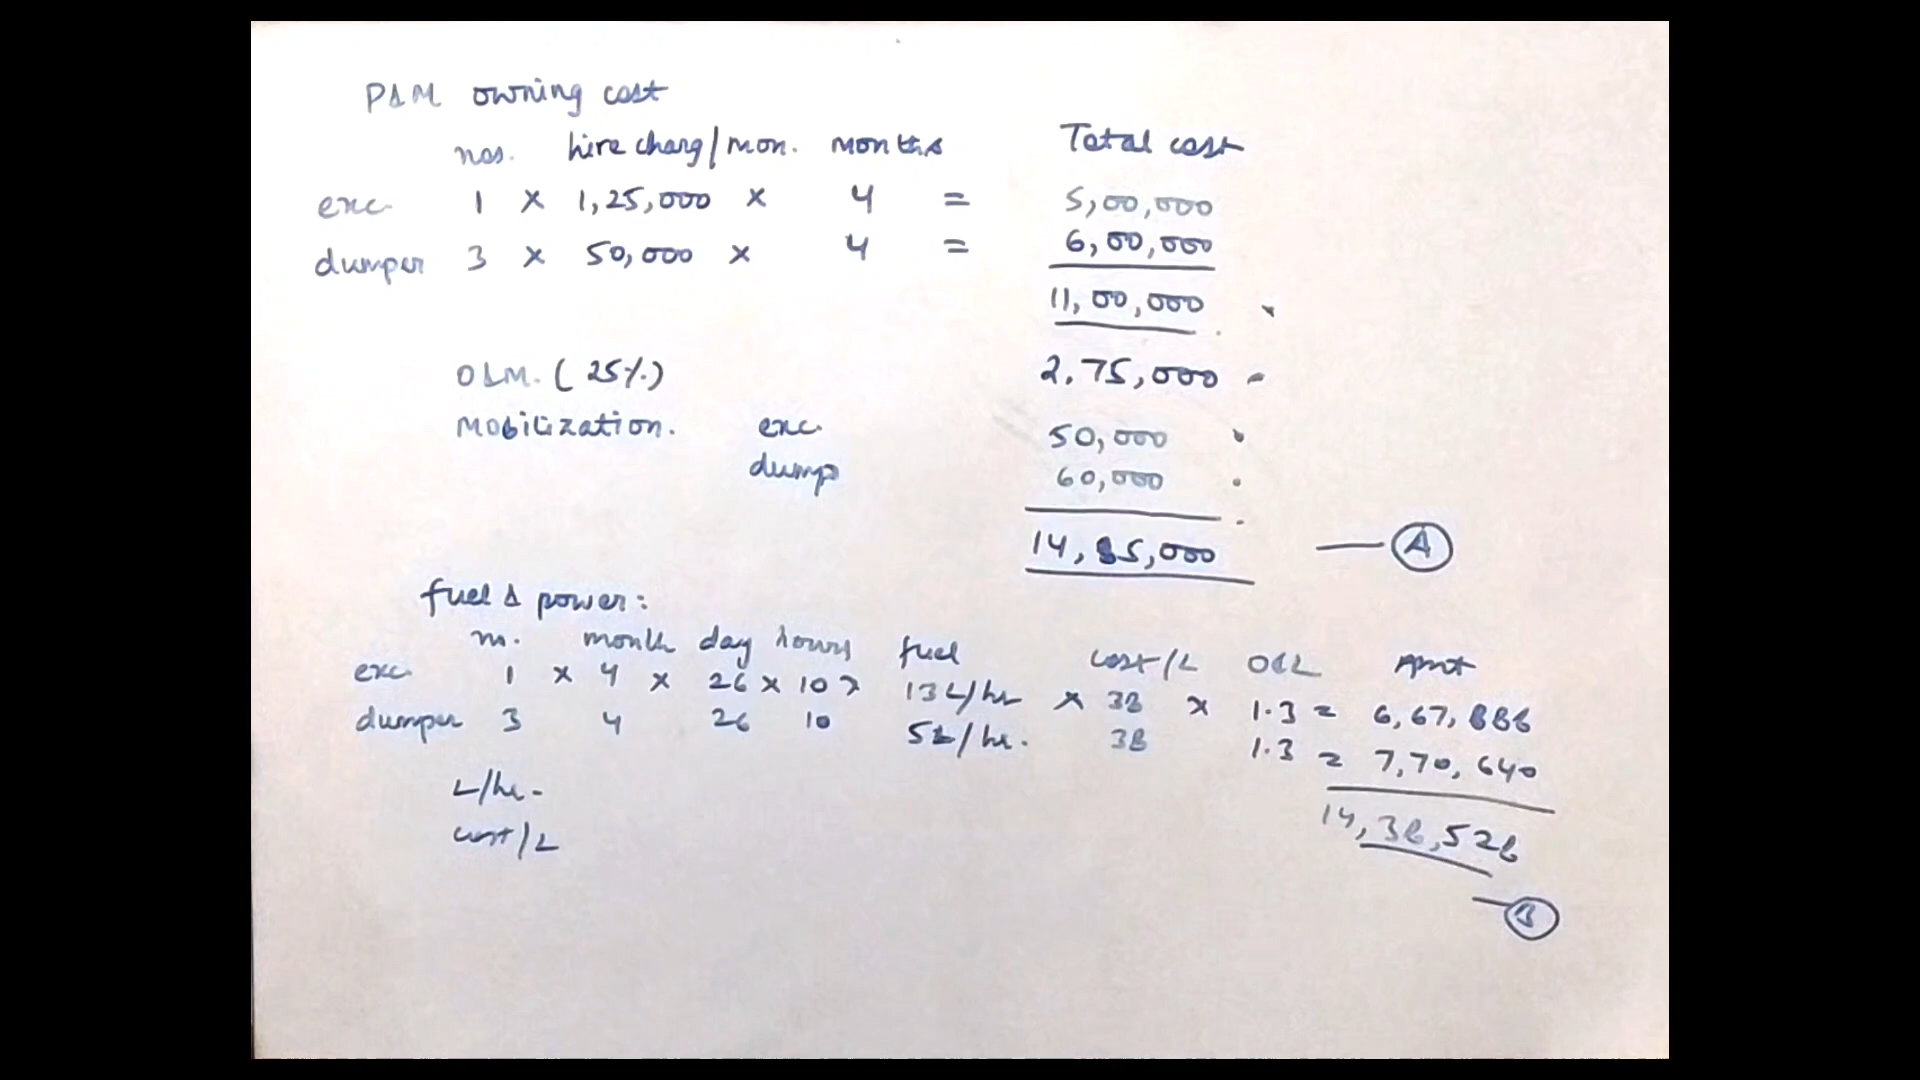 P&M owning cost
nos. hire charg/mon. months Total cost
exc. 1 x 1,25,000 x 4 = 5,00,000
dumper 3 x 50,000 x 4 = 6,00,000
11,00,000
O&M. (25%) 2,75,000
Mobilization. exc. 50,000
dump 60,000
14,85,000 — A
fuel & power:
no. month day hours fuel cost/L Amt
exc. 1 x 4 x 26 x 10 x 13 L/hr x 38 x 1.3 = 6,67,888
dumper 3 4 26 10 5L/hr. 38 1.3 = 7,70,640
L/hr.
cost/L
14,38,528
— B